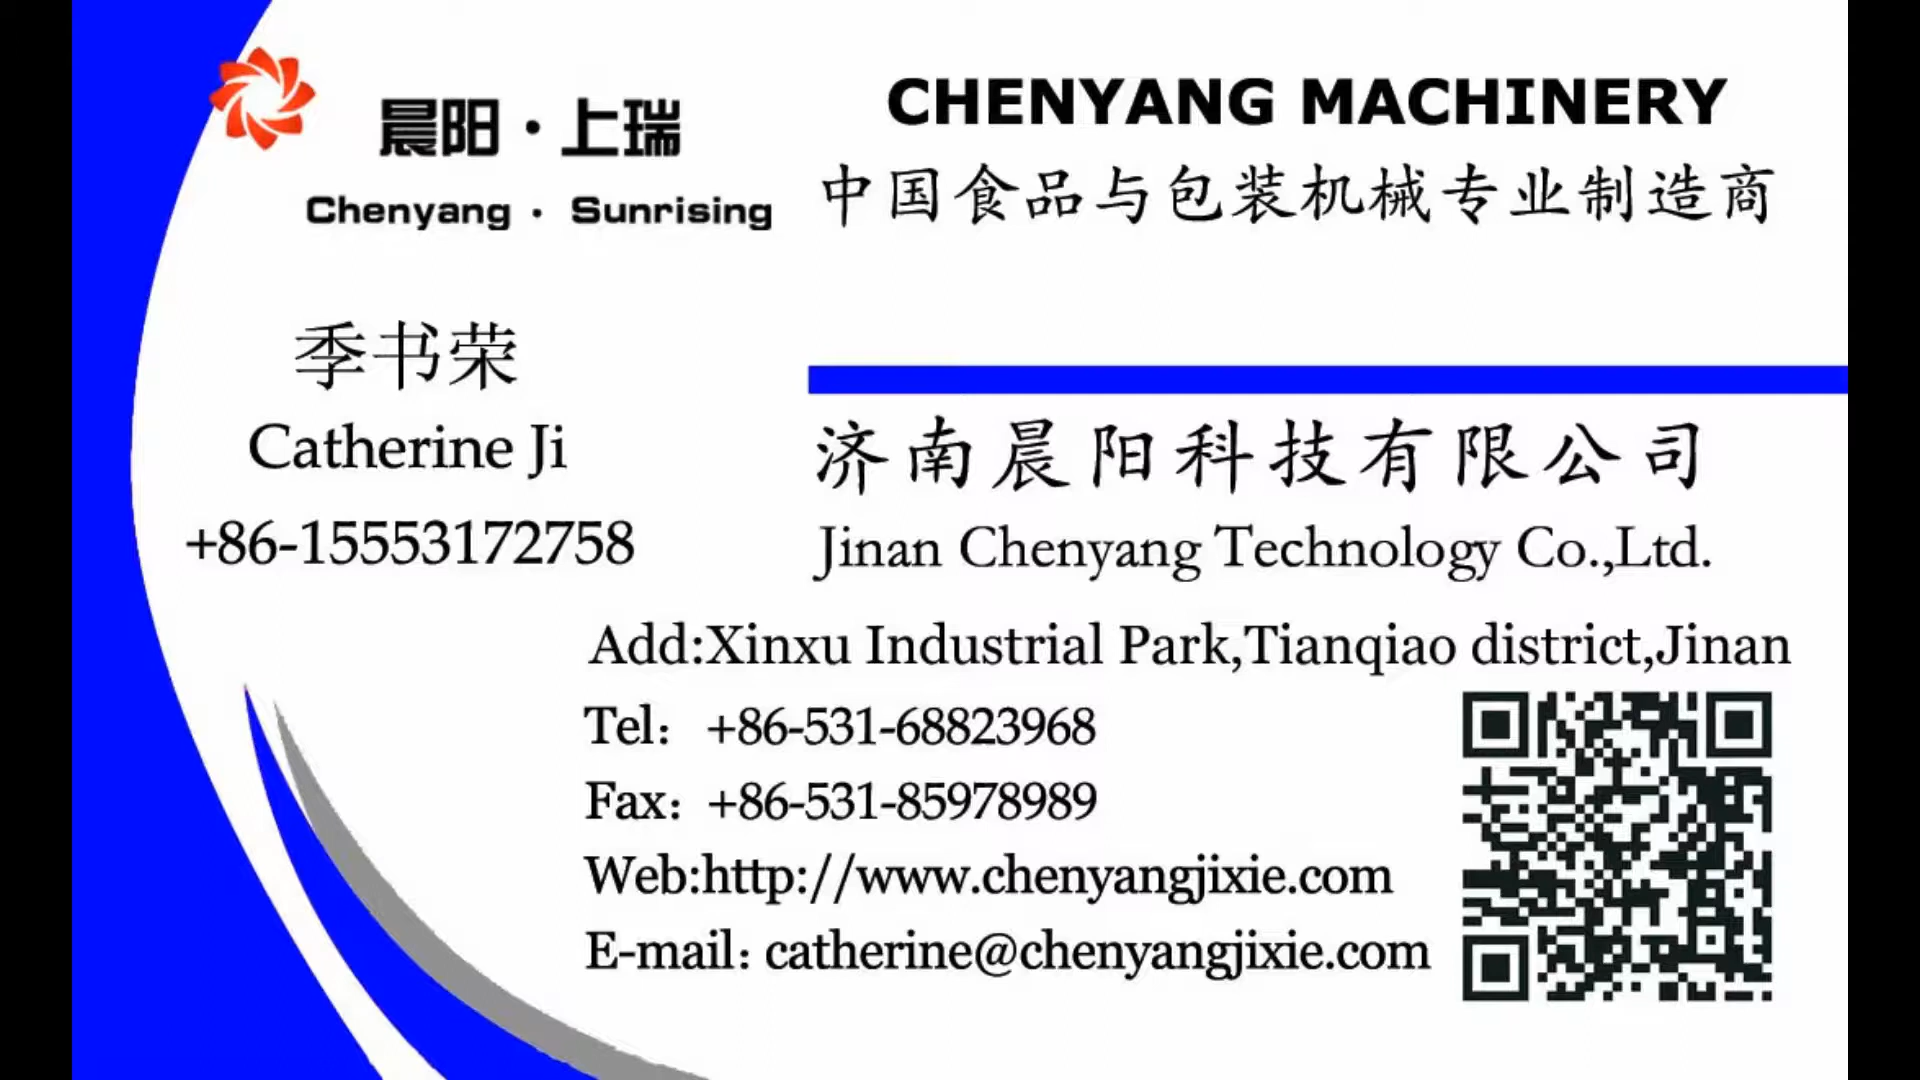 晨阳·上瑞
Chenyang · Sunrising
CHENYANG MACHINERY
中国食品与包装机械专业制造商
季书荣
Catherine Ji
+86-15553172758
济南晨阳科技有限公司
Jinan Chenyang Technology Co.,Ltd.
Add:Xinxu Industrial Park,Tianqiao district,Jinan
Tel：+86-531-68823968
Fax：+86-531-85978989
Web:http://www.chenyangjixie.com
E-mail：catherine@chenyangjixie.com